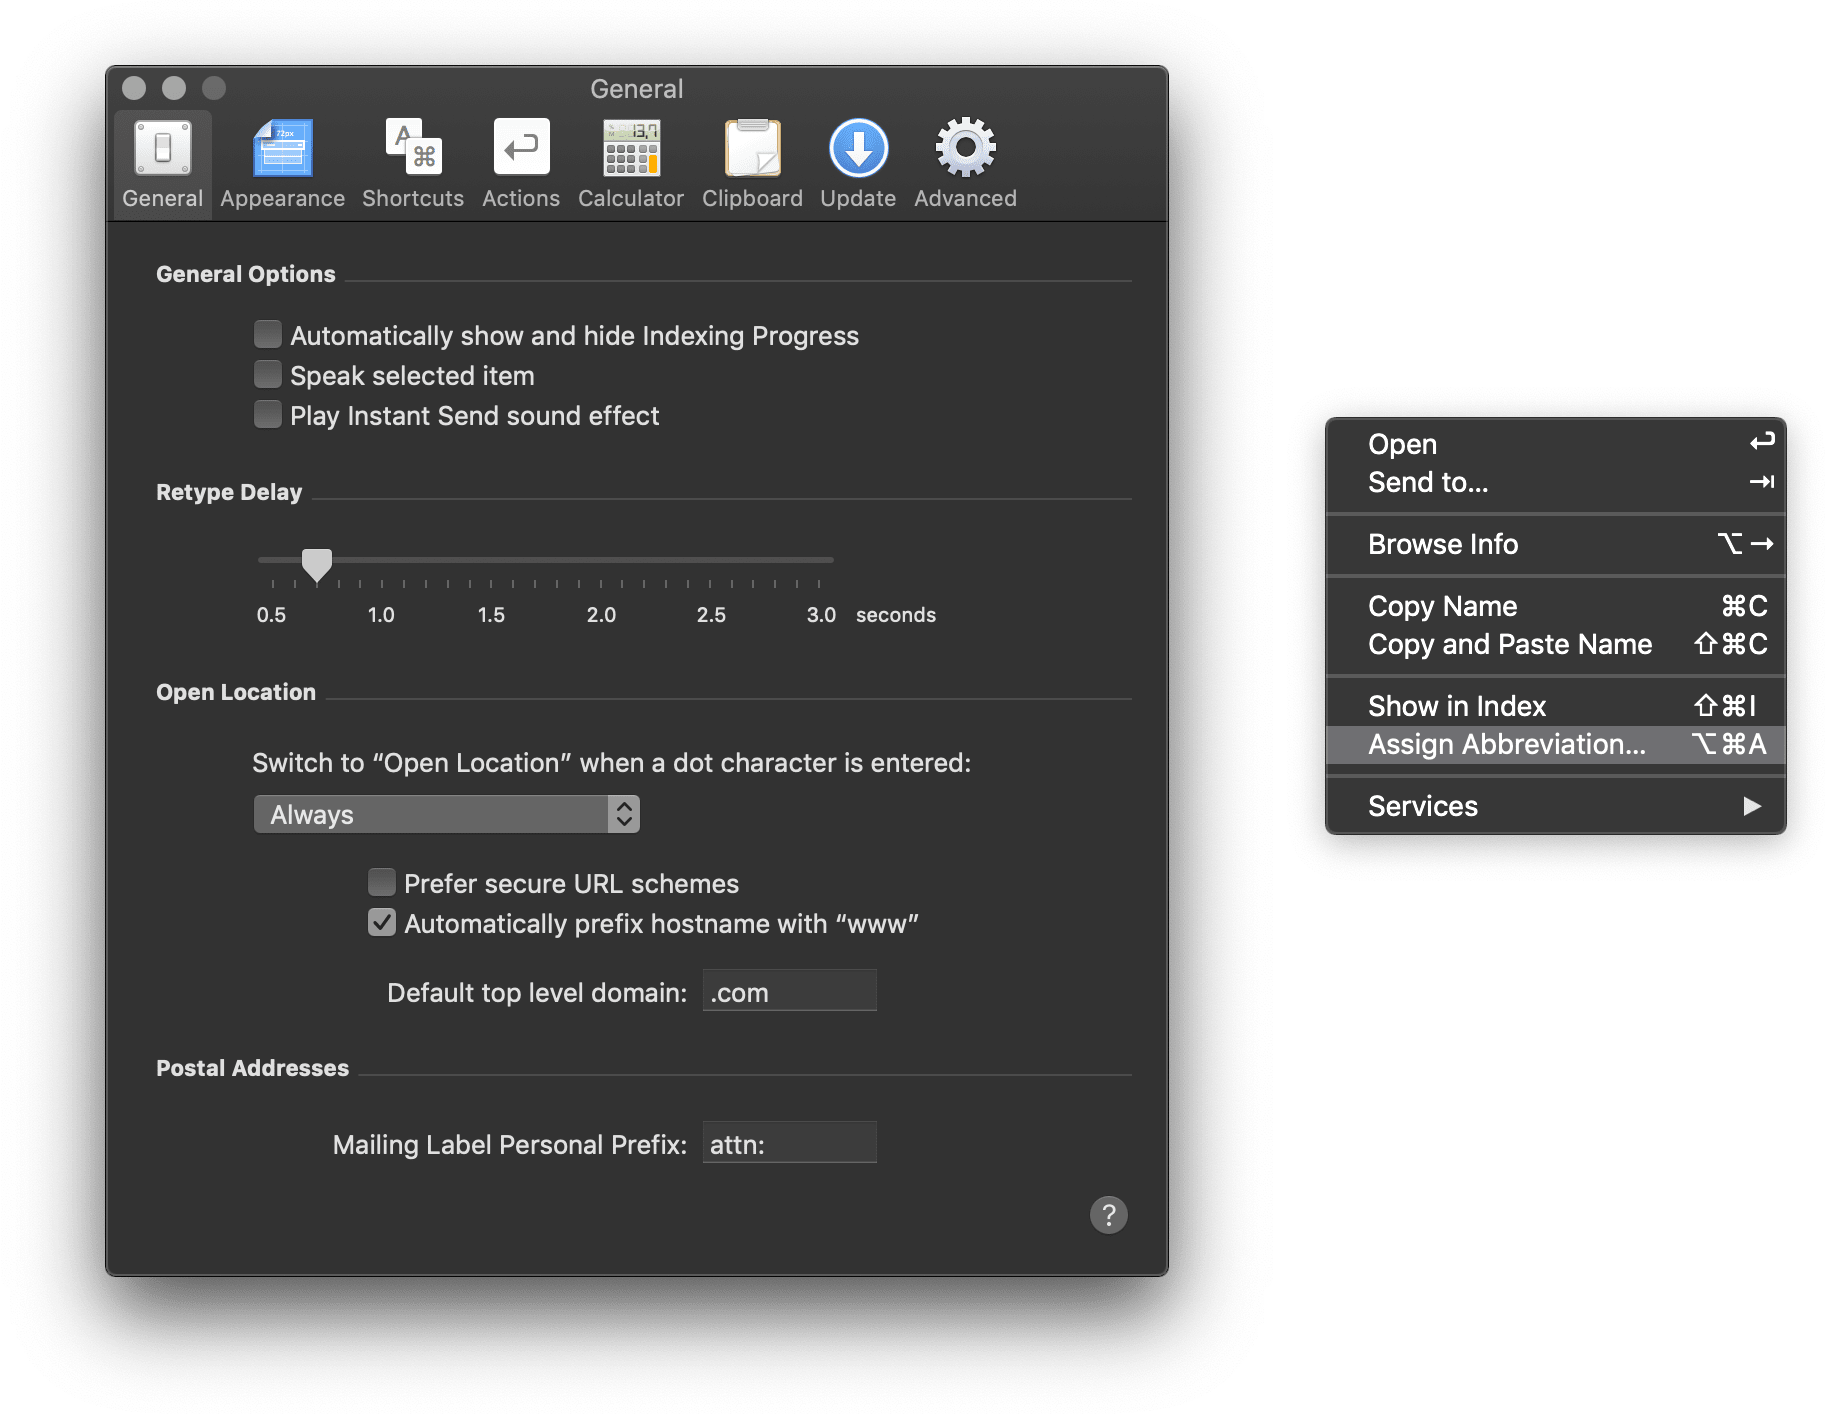 General
72px
A
⌘
13,7
General Appearance Shortcuts Actions Calculator Clipboard Update Advanced
General Options
Automatically show and hide Indexing Progress
Speak selected item
Play Instant Send sound effect
Retype Delay
0.5 1.0 1.5 2.0 2.5 3.0 seconds
Open Location
Switch to “Open Location” when a dot character is entered:
Always
Prefer secure URL schemes
Automatically prefix hostname with “www”
Default top level domain: .com
Postal Addresses
Mailing Label Personal Prefix: attn:
?
Open ↩
Send to... ⇥
Browse Info ⌥→
Copy Name ⌘C
Copy and Paste Name ⇧⌘C
Show in Index ⇧⌘I
Assign Abbreviation... ⌥⌘A
Services ▶